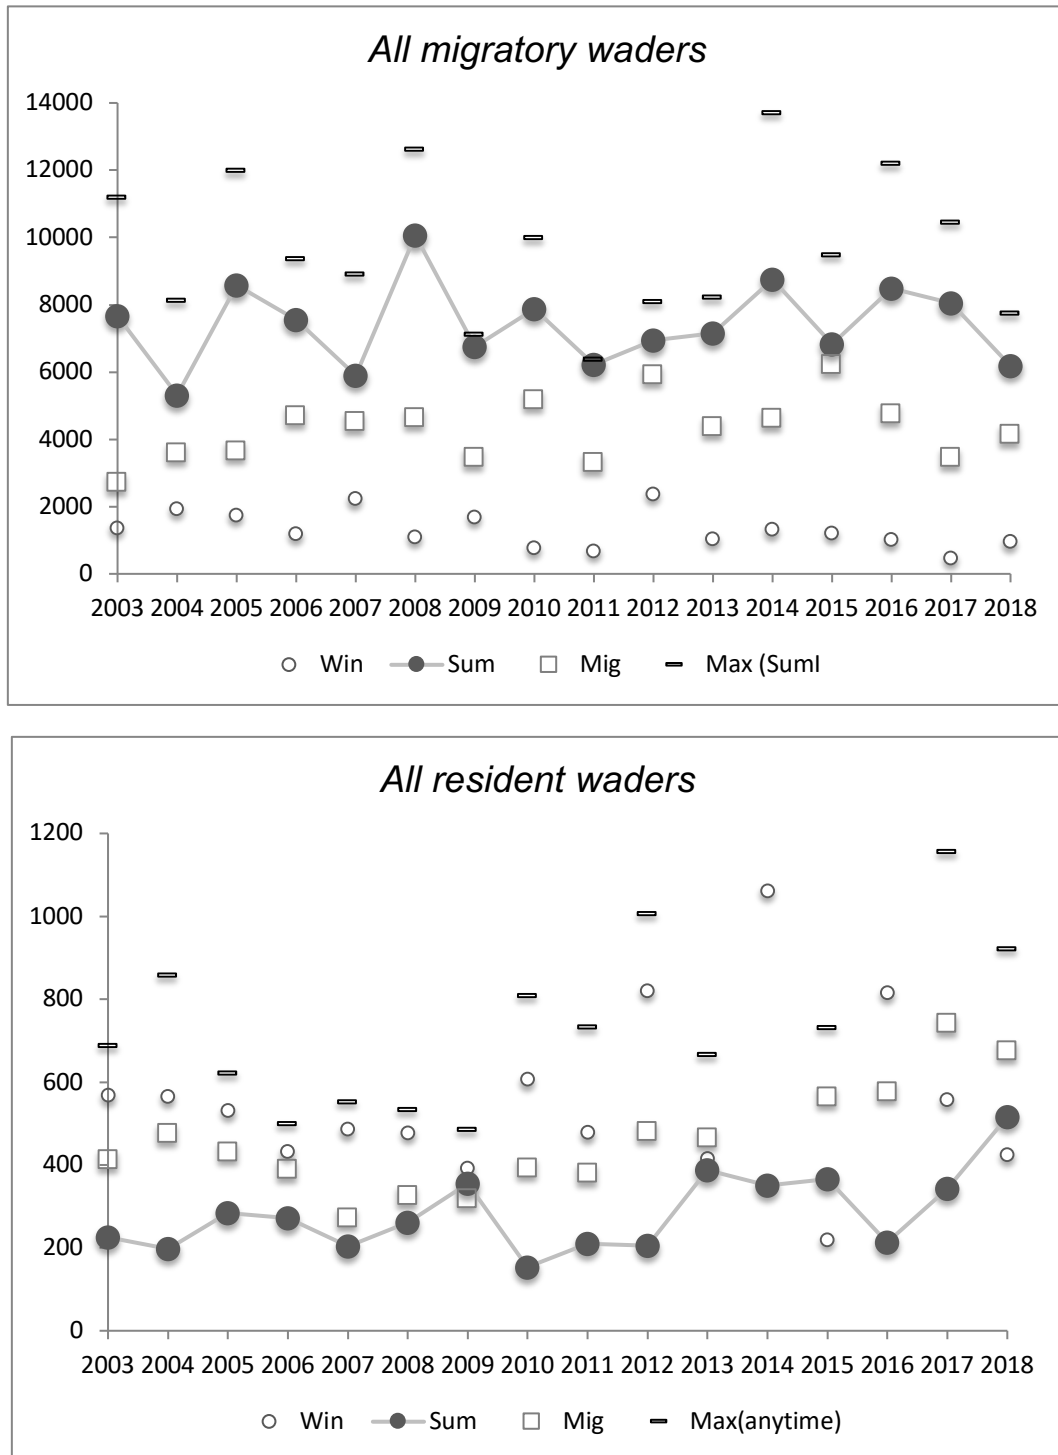 All migratory waders
14000
12000
10000
8000
6000
4000
2000
0
2003 2004 2005 2006 2007 2008 2009 2010 2011 2012 2013 2014 2015 2016 2017 2018
Win Sum Mig Max (SumI
All resident waders
1200
1000
800
600
400
200
0
2003 2004 2005 2006 2007 2008 2009 2010 2011 2012 2013 2014 2015 2016 2017 2018
Win Sum Mig Max(anytime)